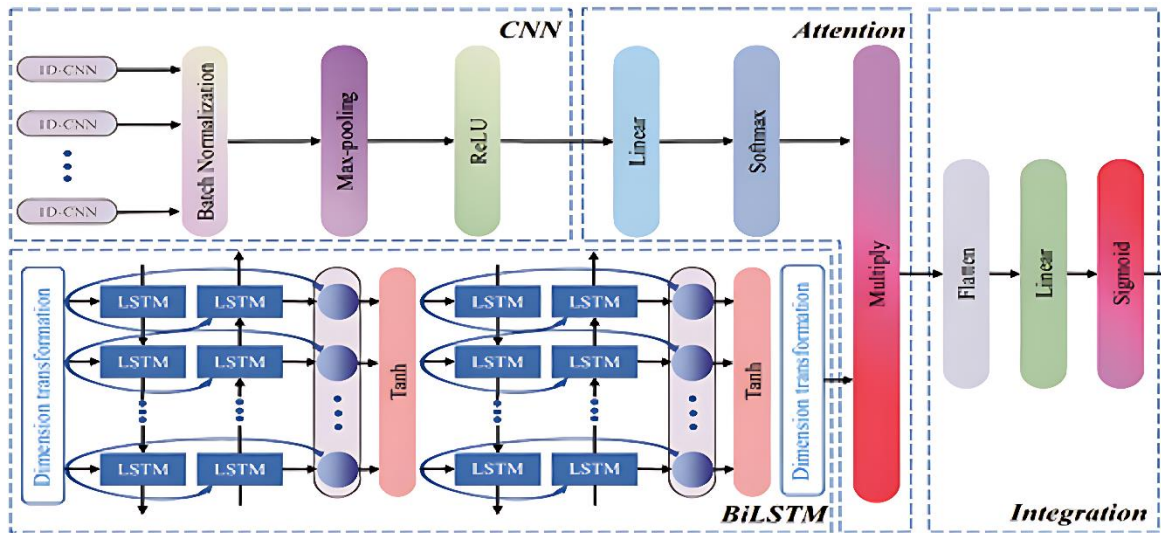 CNN
1D-CNN
1D-CNN
1D-CNN
Batch Normalization
Max-pooling
ReLU
Attention
Linear
Softmax
Multiply
Dimension transformation
LSTM LSTM
LSTM LSTM
LSTM LSTM
Tanh
LSTM LSTM
LSTM LSTM
LSTM LSTM
Tanh
Dimension transformation
BiLSTM
Flatten
Linear
Sigmoid
Integration